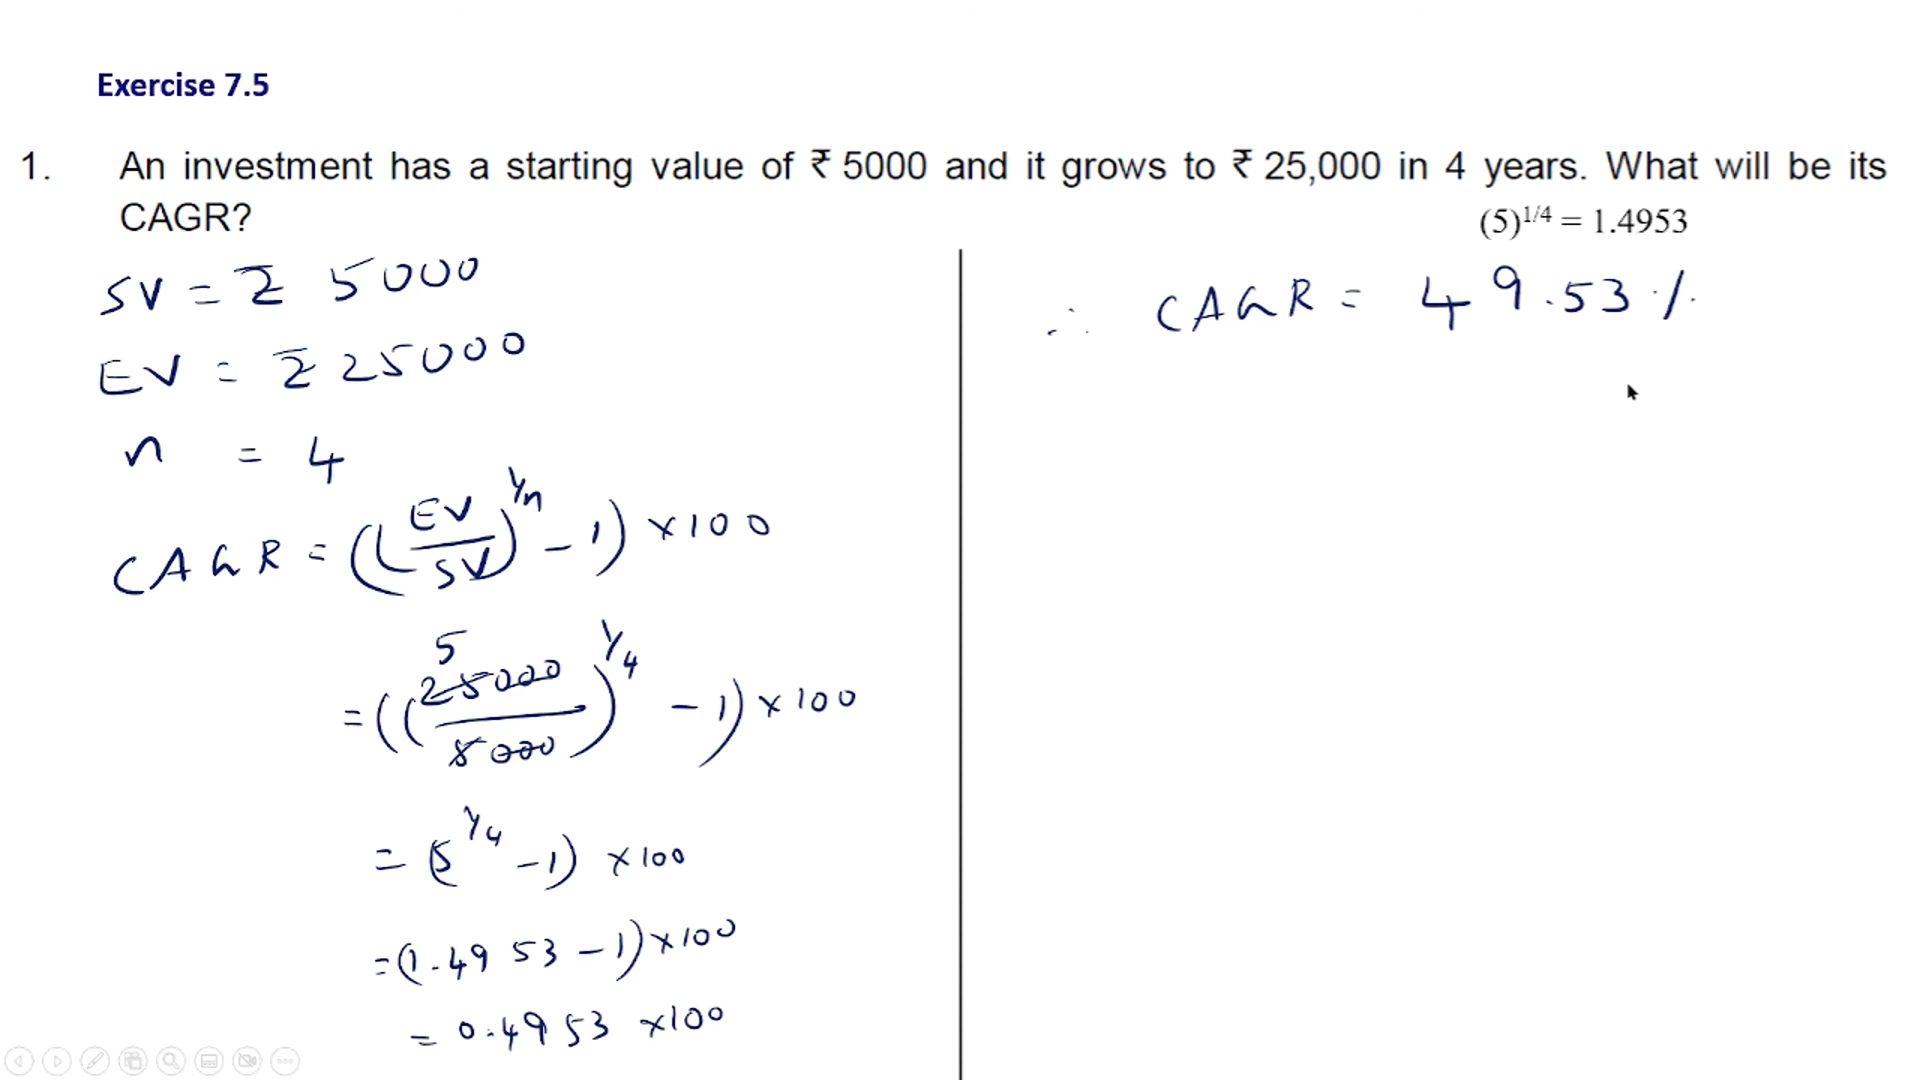 Exercise 7.5
1. An investment has a starting value of ₹ 5000 and it grows to ₹ 25,000 in 4 years. What will be its
CAGR?
(5)^1/4 = 1.4953
SV = ₹ 5000
EV = ₹ 25000
n = 4
CAGR = ((EV/SV)^1/n - 1) × 100
= ((25000/5000)^1/4 - 1) × 100
5
= (5^1/4 - 1) × 100
= (1.4953 - 1) × 100
= 0.4953 × 100
∴ CAGR = 49.53 %